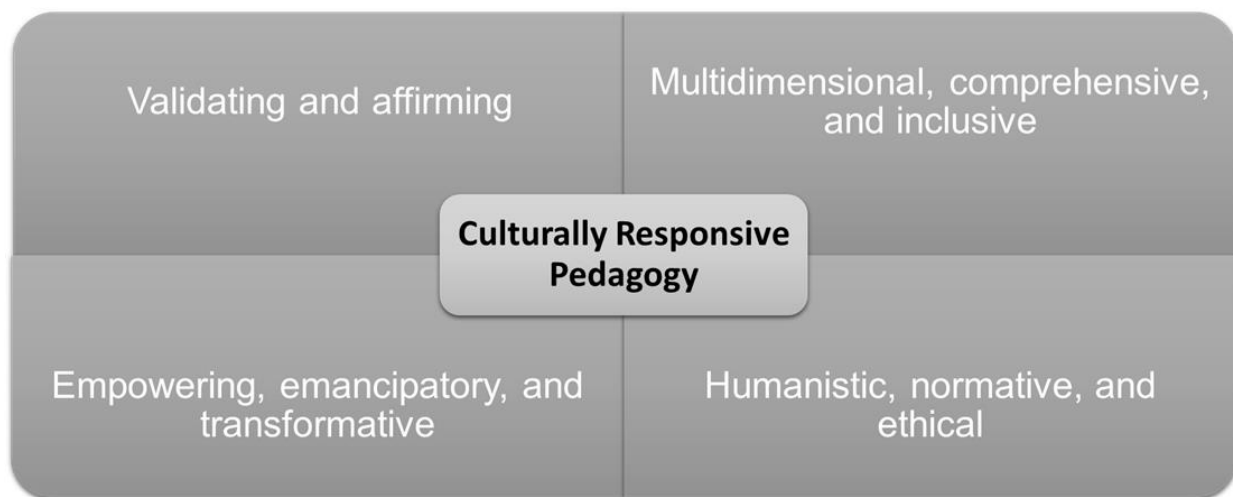 Validating and affirming
Multidimensional, comprehensive,
and inclusive
Culturally Responsive
Pedagogy
Empowering, emancipatory, and
transformative
Humanistic, normative, and
ethical